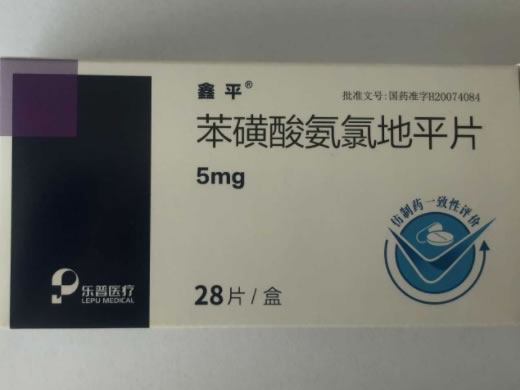 鑫平®
批准文号:国药准字H20074084
苯磺酸氨氯地平片
5mg
仿制药一致性评价
乐普医疗
LEPU MEDICAL
28片/盒